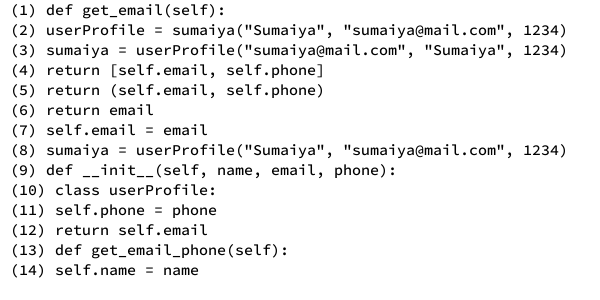 (1) def get_email(self):
(2) userProfile = sumaiya("Sumaiya", "sumaiya@mail.com", 1234)
(3) sumaiya = userProfile("sumaiya@mail.com", "Sumaiya", 1234)
(4) return [self.email, self.phone]
(5) return (self.email, self.phone)
(6) return email
(7) self.email = email
(8) sumaiya = userProfile("Sumaiya", "sumaiya@mail.com", 1234)
(9) def __init__(self, name, email, phone):
(10) class userProfile:
(11) self.phone = phone
(12) return self.email
(13) def get_email_phone(self):
(14) self.name = name